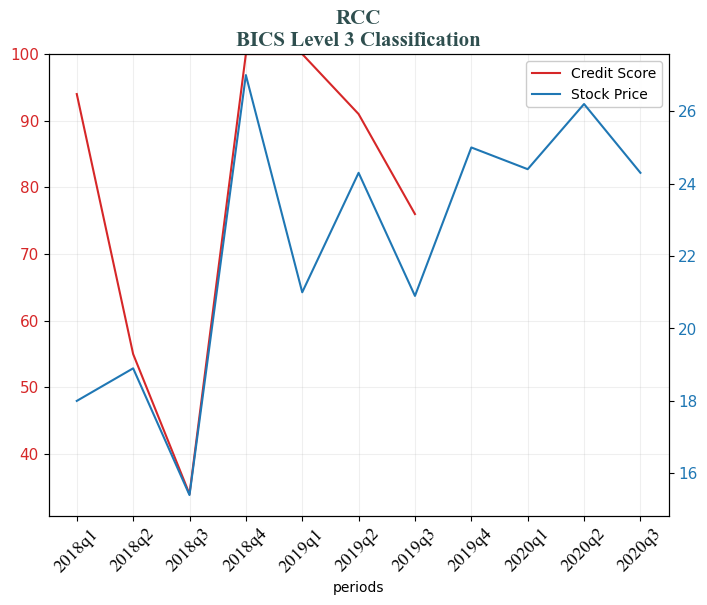 RCC
BICS Level 3 Classification
Credit Score
Stock Price
100
90
80
70
60
50
40
26
24
22
20
18
16
2018q1
2018q2
2018q3
2018q4
2019q1
2019q2
2019q3
2019q4
2020q1
2020q2
2020q3
periods